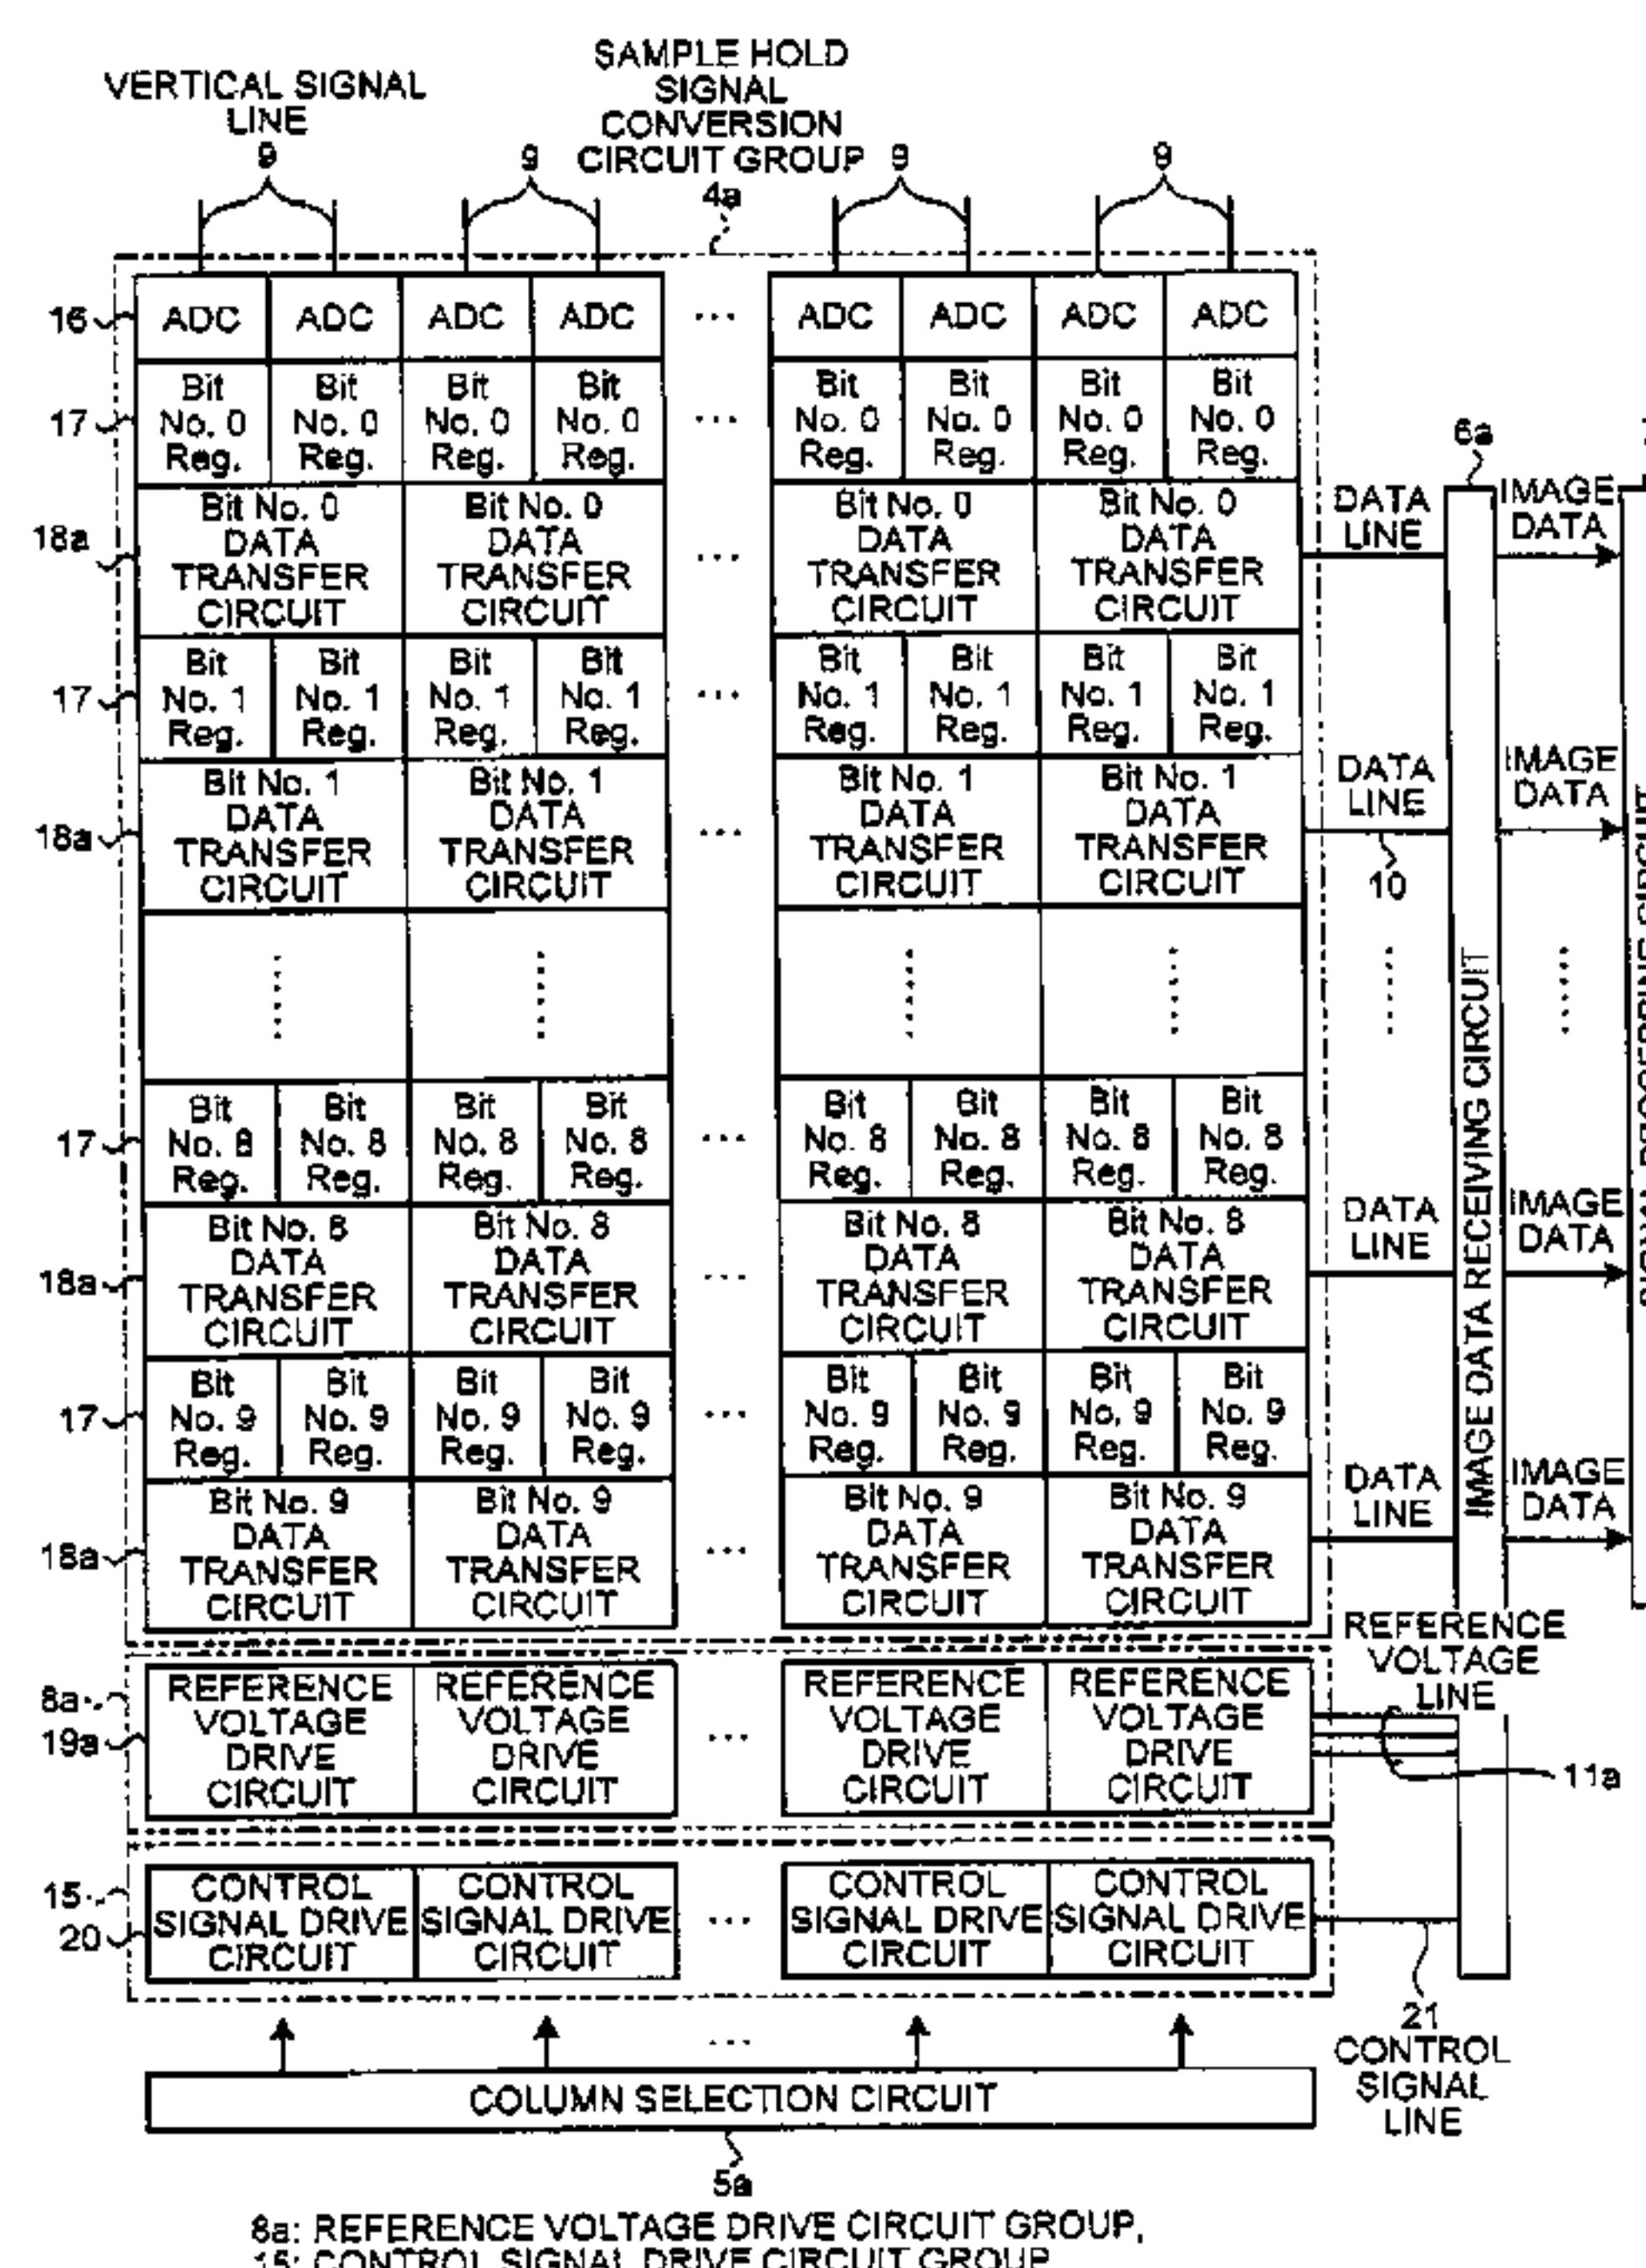 SAMPLE HOLD
SIGNAL
CONVERSION
CIRCUIT GROUP
4a
VERTICAL SIGNAL
LINE
9 9 9 9
16 ADC ADC ADC ADC ... ADC ADC ADC ADC
17
Bit Bit Bit Bit Bit Bit Bit Bit
No. 0 No. 0 No. 0 No. 0 ... No. 0 No. 0 No. 0 No. 0
Reg. Reg. Reg. Reg. Reg. Reg. Reg. Reg.
6a
18a
Bit No. 0 Bit No. 0 Bit No. 0 Bit No. 0
DATA DATA ... DATA DATA
TRANSFER TRANSFER TRANSFER TRANSFER
CIRCUIT CIRCUIT CIRCUIT CIRCUIT
DATA IMAGE
LINE DATA
17
Bit Bit Bit Bit Bit Bit Bit Bit
No. 1 No. 1 No. 1 No. 1 ... No. 1 No. 1 No. 1 No. 1
Reg. Reg. Reg. Reg. Reg. Reg. Reg. Reg.
18a
Bit No. 1 Bit No. 1 Bit No. 1 Bit No. 1
DATA DATA ... DATA DATA
TRANSFER TRANSFER TRANSFER TRANSFER
CIRCUIT CIRCUIT CIRCUIT CIRCUIT
DATA IMAGE
LINE DATA
10
IMAGE DATA RECEIVING CIRCUIT
17
Bit Bit Bit Bit Bit Bit Bit Bit
No. 8 No. 8 No. 8 No. 8 ... No. 8 No. 8 No. 8 No. 8
Reg. Reg. Reg. Reg. Reg. Reg. Reg. Reg.
18a
Bit No. 8 Bit No. 8 Bit No. 8 Bit No. 8
DATA DATA ... DATA DATA
TRANSFER TRANSFER TRANSFER TRANSFER
CIRCUIT CIRCUIT CIRCUIT CIRCUIT
DATA IMAGE
LINE DATA
17
Bit Bit Bit Bit Bit Bit Bit Bit
No. 9 No. 9 No. 9 No. 9 ... No. 9 No. 9 No. 9 No. 9
Reg. Reg. Reg. Reg. Reg. Reg. Reg. Reg.
18a
Bit No. 9 Bit No. 9 Bit No. 9 Bit No. 9
DATA DATA ... DATA DATA
TRANSFER TRANSFER TRANSFER TRANSFER
CIRCUIT CIRCUIT CIRCUIT CIRCUIT
DATA IMAGE
LINE DATA
REFERENCE
VOLTAGE
LINE
8a
19a
REFERENCE REFERENCE REFERENCE REFERENCE
VOLTAGE VOLTAGE ... VOLTAGE VOLTAGE
DRIVE DRIVE DRIVE DRIVE
CIRCUIT CIRCUIT CIRCUIT CIRCUIT
11a
15
20
CONTROL CONTROL CONTROL CONTROL
SIGNAL DRIVE SIGNAL DRIVE ... SIGNAL DRIVE SIGNAL DRIVE
CIRCUIT CIRCUIT CIRCUIT CIRCUIT
21
CONTROL
SIGNAL
LINE
...
COLUMN SELECTION CIRCUIT
5a
8a: REFERENCE VOLTAGE DRIVE CIRCUIT GROUP,
15: CONTROL SIGNAL DRIVE CIRCUIT GROUP